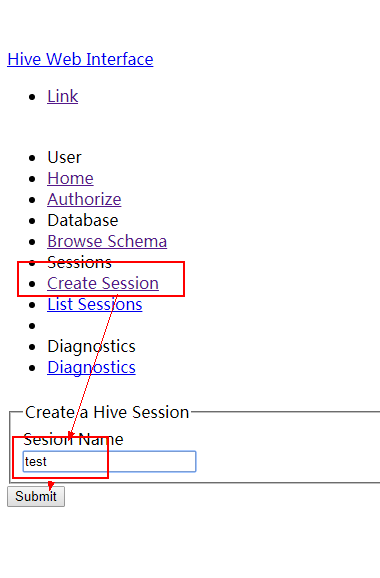 Hive Web Interface
Link
User
Home
Authorize
Database
Browse Schema
Sessions
Create Session
List Sessions
Diagnostics
Diagnostics
Create a Hive Session
Sesion Name
test
Submit